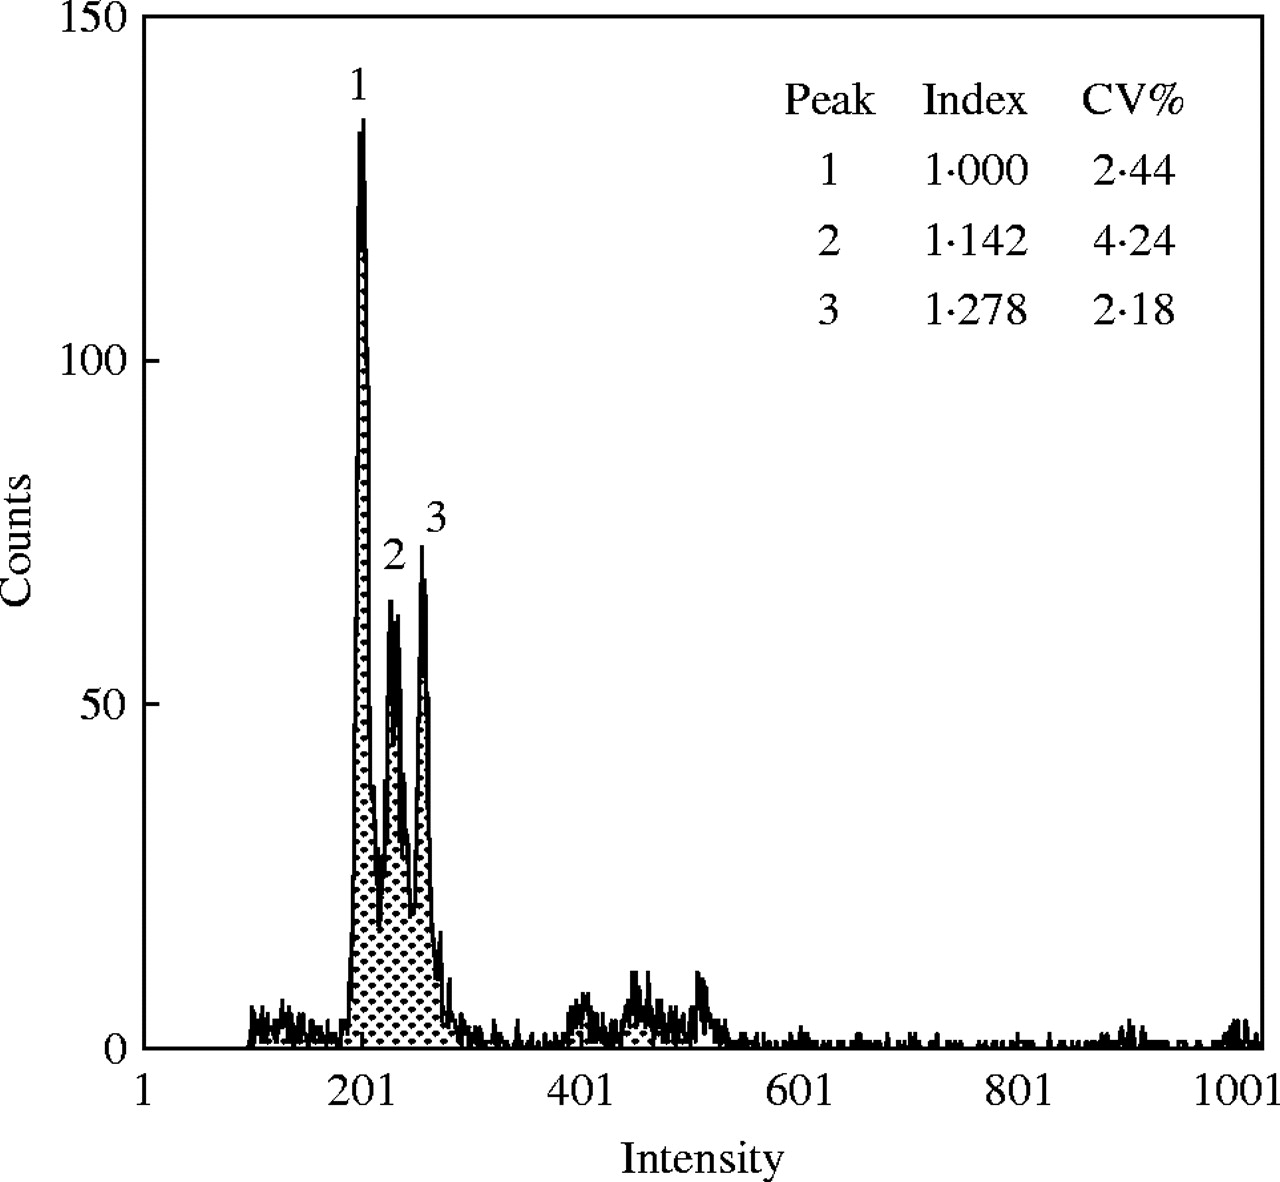 150
1
Peak Index CV%
1 1·000 2·44
2 1·142 4·24
3 1·278 2·18
100
3
2
Counts
50
0
1 201 401 601 801 1001
Intensity